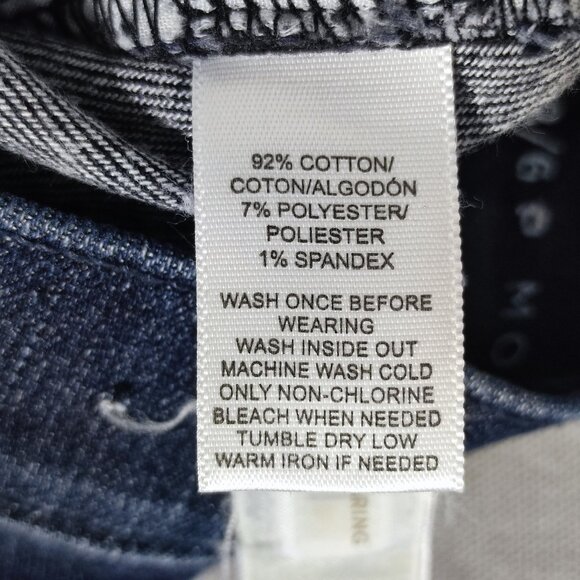 92% COTTON/
COTON/ALGODÓN
7% POLYESTER/
POLIESTER
1% SPANDEX
WASH ONCE BEFORE
WEARING
WASH INSIDE OUT
MACHINE WASH COLD
ONLY NON-CHLORINE
BLEACH WHEN NEEDED
TUMBLE DRY LOW
WARM IRON IF NEEDED
RING